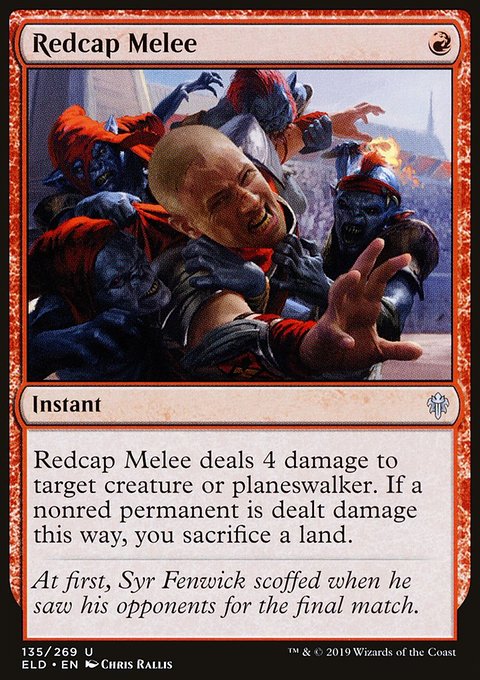 Redcap Melee
Instant
Redcap Melee deals 4 damage to
target creature or planeswalker. If a
nonred permanent is dealt damage
this way, you sacrifice a land.
At first, Syr Fenwick scoffed when he
saw his opponents for the final match.
135/269 U
ELD • EN Chris Rallis
™ & © 2019 Wizards of the Coast